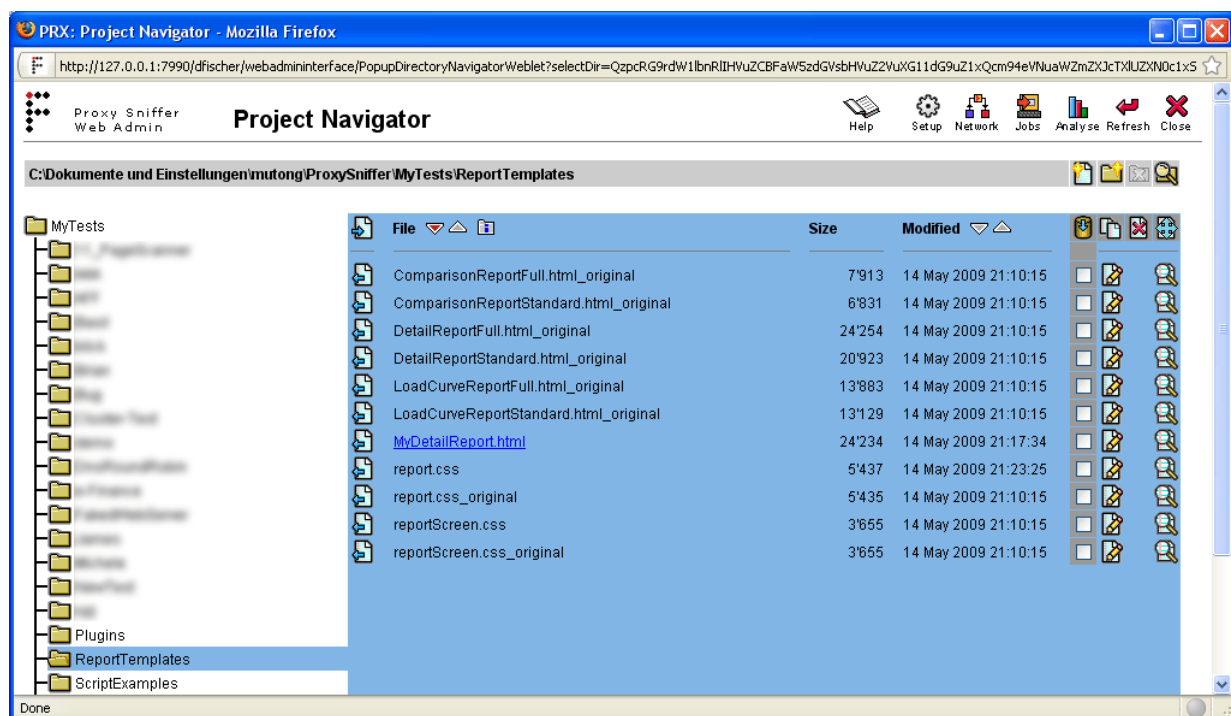 PRX: Project Navigator - Mozilla Firefox
http://127.0.0.1:7990/dfischer/webadmininterface/PopupDirectoryNavigatorWeblet?selectDir=
Proxy Sniffer
Web Admin
Project Navigator
Help Setup Network Jobs Analyse Refresh Close
C:\Dokumente und Einstellungen\mutong\ProxySniffer\MyTests\ReportTemplates
MyTests
File Size Modified
ComparisonReportFull.html_original 7'913 14 May 2009 21:10:15
ComparisonReportStandard.html_original 6'831 14 May 2009 21:10:15
DetailReportFull.html_original 24'254 14 May 2009 21:10:15
DetailReportStandard.html_original 20'923 14 May 2009 21:10:15
LoadCurveReportFull.html_original 13'883 14 May 2009 21:10:15
LoadCurveReportStandard.html_original 13'129 14 May 2009 21:10:15
MyDetailReport.html 24'234 14 May 2009 21:17:34
report.css 5'437 14 May 2009 21:23:25
report.css_original 5'435 14 May 2009 21:10:15
reportScreen.css 3'655 14 May 2009 21:10:15
reportScreen.css_original 3'655 14 May 2009 21:10:15
Plugins
ReportTemplates
ScriptExamples
Done